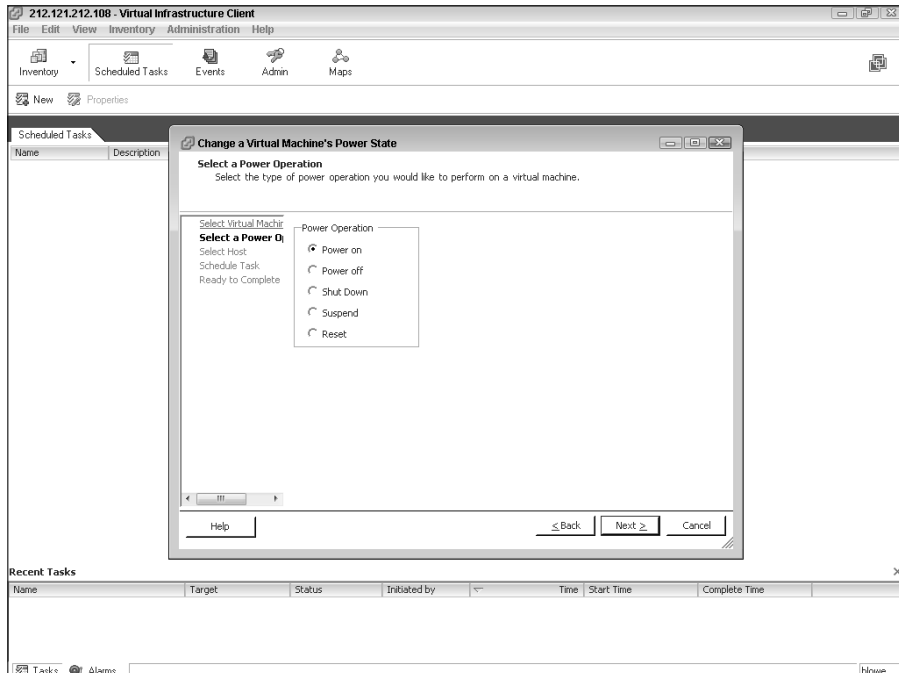 212.121.212.108 - Virtual Infrastructure Client
File Edit View Inventory Administration Help
Inventory Scheduled Tasks Events Admin Maps
New Properties
Scheduled Tasks
Name Description
Change a Virtual Machine's Power State
Select a Power Operation
Select the type of power operation you would like to perform on a virtual machine.
Select Virtual Machin
Select a Power Op
Select Host
Schedule Task
Ready to Complete
Power Operation
Power on
Power off
Shut Down
Suspend
Reset
Help < Back Next > Cancel
Recent Tasks
Name Target Status Initiated by Time Start Time Complete Time
Tasks Alarms blowe